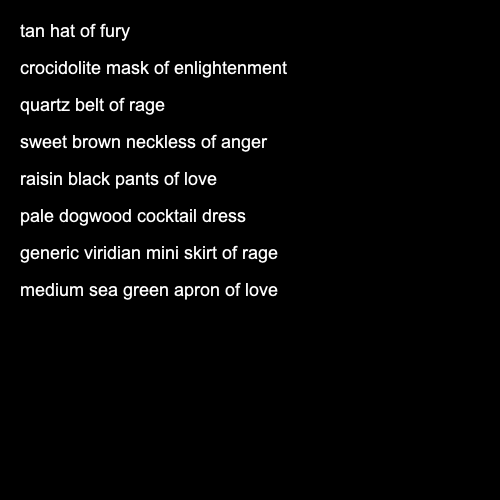 tan hat of fury
crocidolite mask of enlightenment
quartz belt of rage
sweet brown neckless of anger
raisin black pants of love
pale dogwood cocktail dress
generic viridian mini skirt of rage
medium sea green apron of love